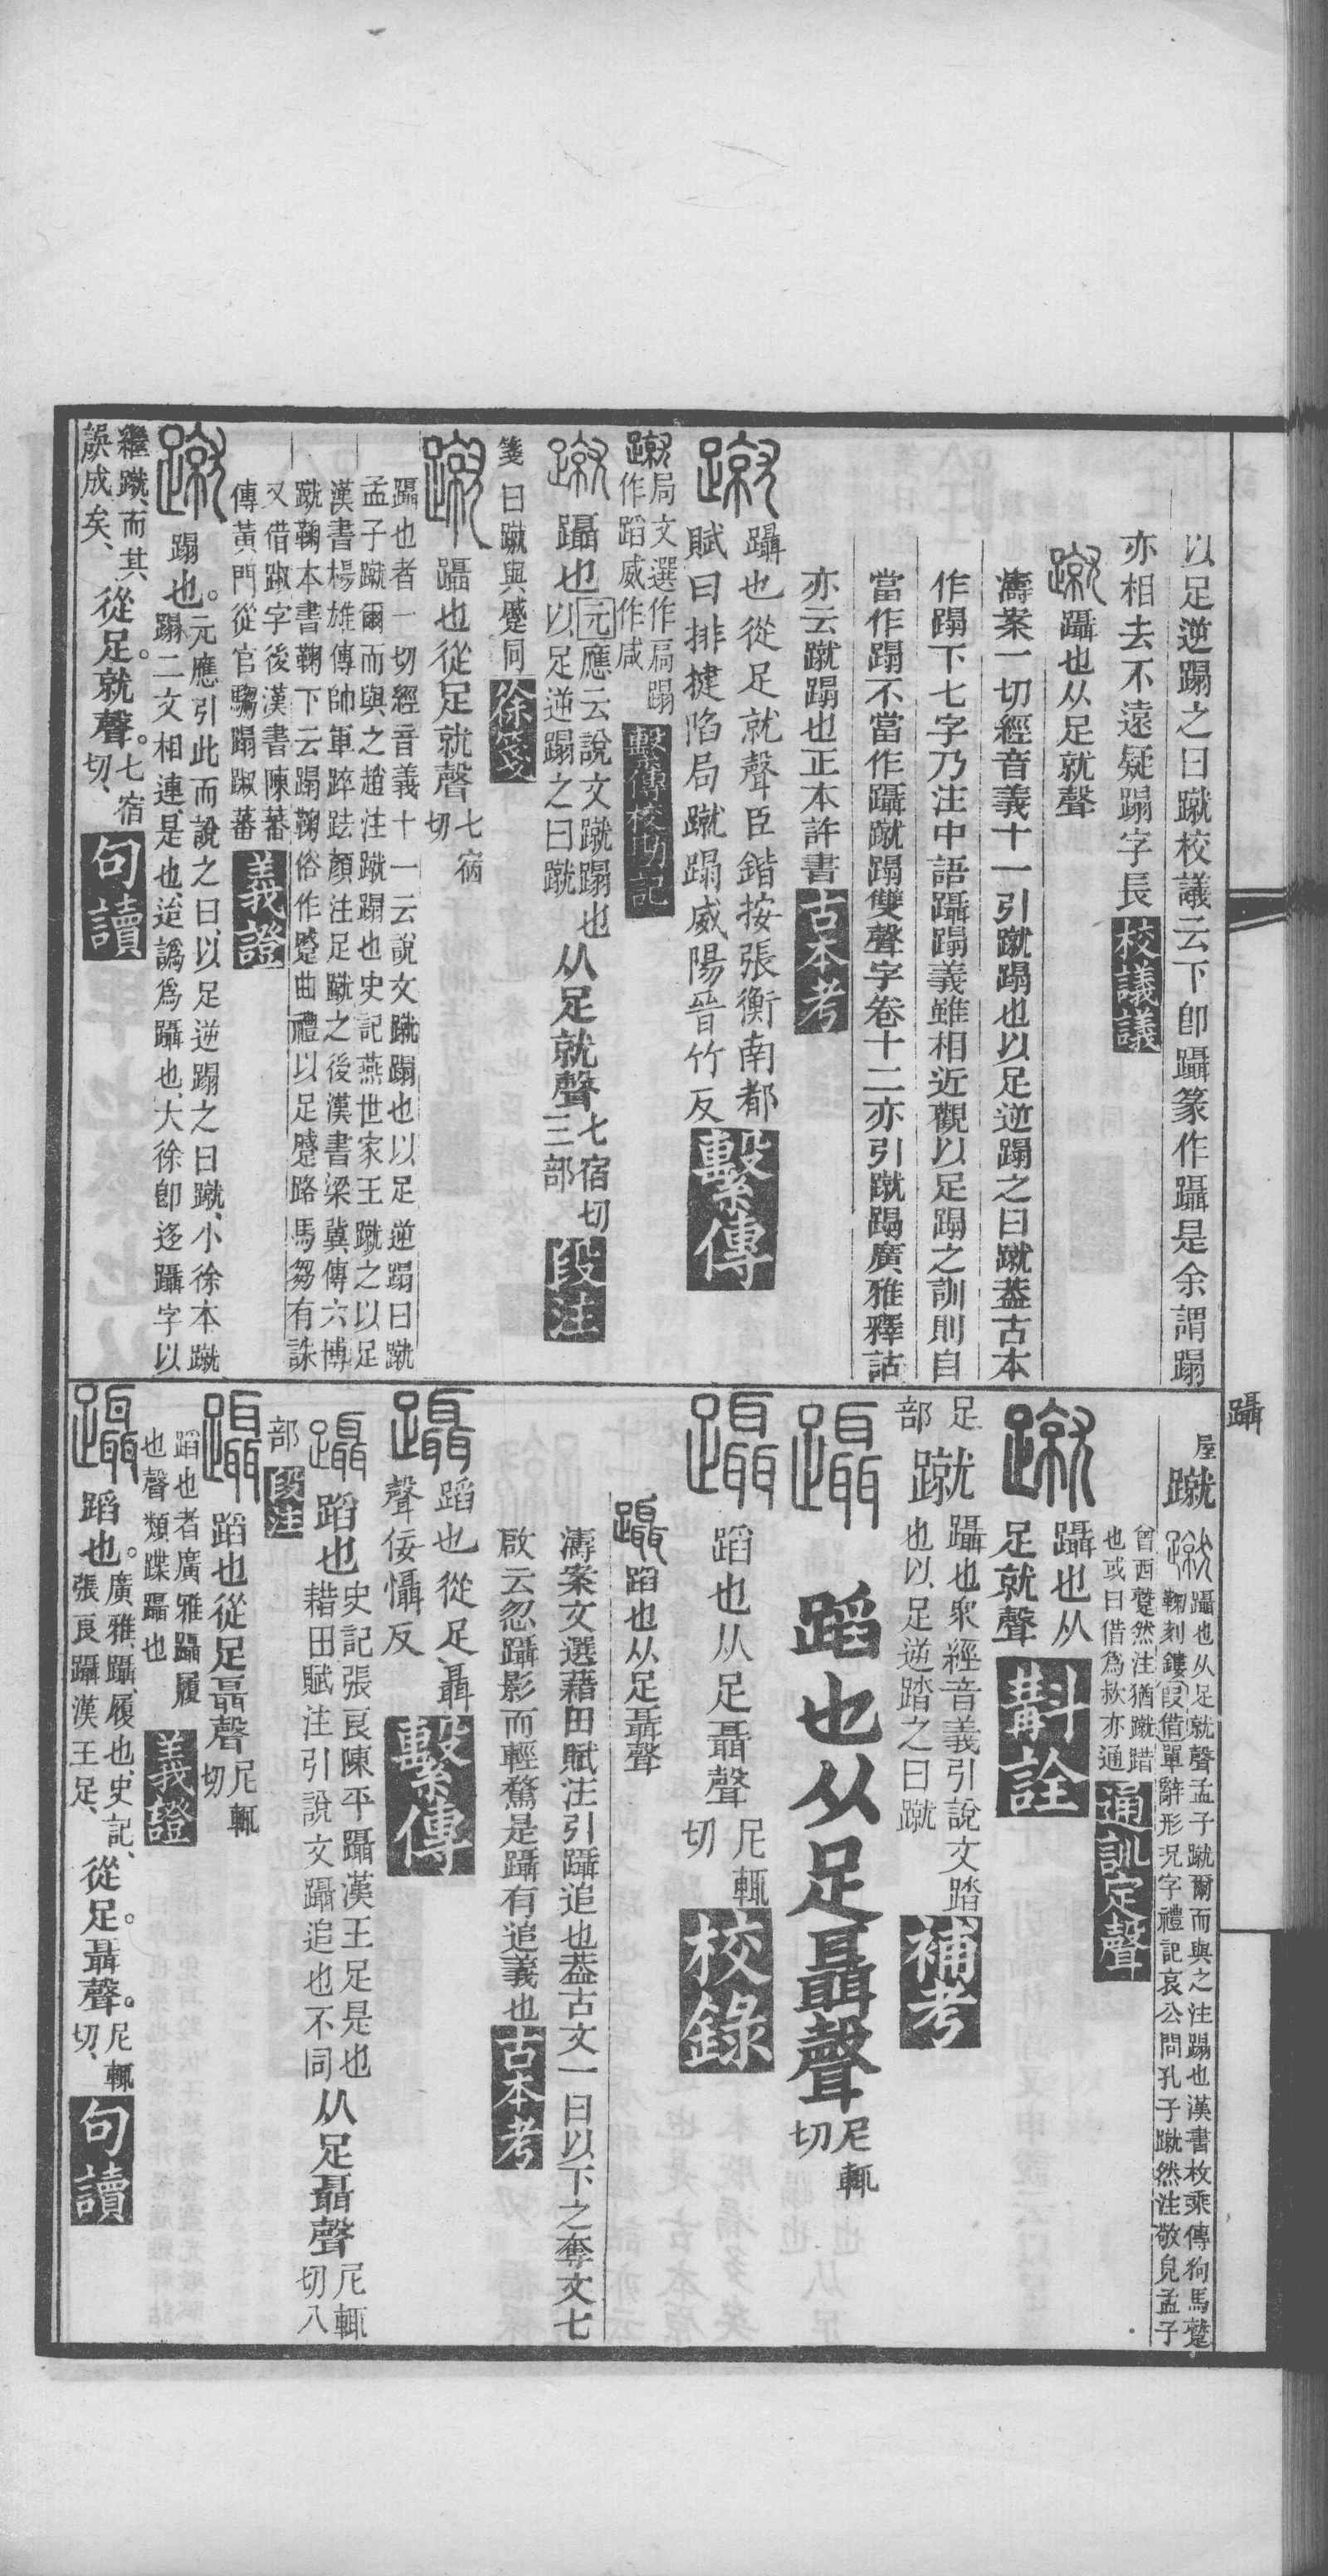 以足逆蹋之曰蹴校議云下卽躡篆作躡是余謂蹋
亦相去不遠疑蹋字長校議議
蹴躡也从足就聲
濤案一切經音義十一引蹴蹋也以足逆蹋之曰蹴葢古本
作蹋下七字乃注中語躡蹋義雖相近觀以足蹋之訓則自
當作蹋不當作躡蹴蹋雙聲字卷十二亦引蹴蹋廣雅釋詁
亦云蹴蹋也正本許書古本考
蹴躡也從足就聲臣鍇按張衡南都
賦曰排揵陷局蹴蹋威陽晉竹反繫傳
蹴局文選作扄蹋
作蹈威作咸繫傳校勘記
蹴躡也元應云說文蹴蹋也
以足逆蹋之曰蹴从足就聲七宿切
三部段注
箋曰蹴與蹙同徐箋
蹴躡也從足就聲七宿
切
躡也者一切經音義十一云說文蹴蹋也以足逆蹋曰蹴
孟子蹴爾而與之趙注蹴蹋也史記燕世家王蹴之以足
漢書楊雄傳帥軍踤阹顏注足蹴之後漢書梁冀傳六博
蹴鞠本書鞠下云蹋鞠俗作蹙曲禮以足蹙路馬芻有誅
又借踧字後漢書陳蕃
傳黃門從官騶蹋踧蕃義證
蹴蹋也。元應引此而說之曰、以足逆蹋之曰蹴、小徐本蹴
蹋二文相連是也、迨譌爲躡也、大徐卽迻躡字以
繼蹴、而其
誤成矣、從足。就聲。七宿
切、句讀
躡
屋蹴蹴躡也从足就聲孟子蹴爾而與之注蹋也漢書枚乘傳狗馬蹙
鞠刻鏤叚借單辭形況字禮記哀公問孔子蹴然注敬皃孟子
曾西蹵然注猶蹴踖
也或曰借爲欼亦通通訓定聲
蹴躡也从
足就聲斠詮
足
部蹴躡也眾經音義引說文踏
也以足逆踏之曰蹴補考
躡蹈也从足聶聲尼輒
切
躡蹈也从足聶聲尼輒
切校錄
躡蹈也从足聶聲
濤案文選藉田賦注引躡追也葢古文一曰以下之奪文七
啟云忽躡影而輕騖是躡有追義也古本考
躡蹈也從足聶
聲佞懾反繫傳
躡蹈也史記張良陳平躡漢王足是也
耤田賦注引說文躡追也不同从足聶聲尼輒
切八
部段注
躡蹈也從足聶聲尼輒
切
蹈也者廣雅躡履
也聲類蹀躡也義證
躡蹈也。廣雅、躡、履也、史記、
張良躡漢王足、從足。聶聲。尼輒
切、句讀